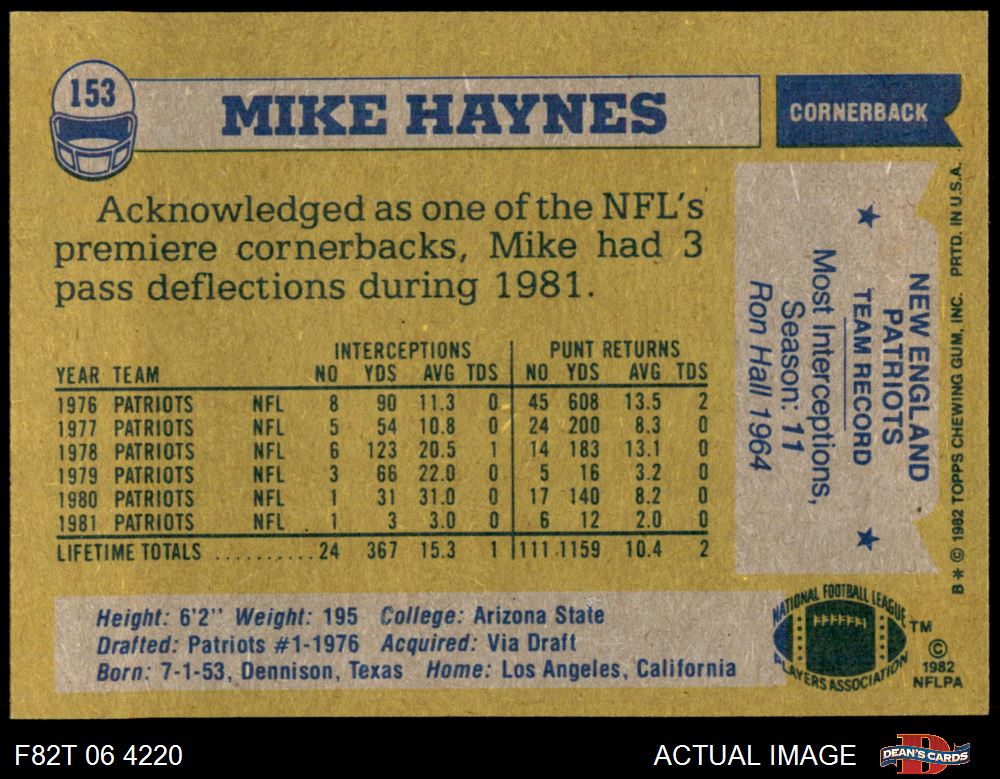 153
MIKE HAYNES
CORNERBACK
Acknowledged as one of the NFL's
premiere cornerbacks, Mike had 3
pass deflections during 1981.
INTERCEPTIONS PUNT RETURNS
YEAR TEAM NO YDS AVG TDS NO YDS AVG TDS
1976 PATRIOTS NFL 8 90 11.3 0 45 608 13.5 2
1977 PATRIOTS NFL 5 54 10.8 0 24 200 8.3 0
1978 PATRIOTS NFL 6 123 20.5 1 14 183 13.1 0
1979 PATRIOTS NFL 3 66 22.0 0 5 16 3.2 0
1980 PATRIOTS NFL 1 31 31.0 0 17 140 8.2 0
1981 PATRIOTS NFL 1 3 3.0 0 6 12 2.0 0
LIFETIME TOTALS .......... 24 367 15.3 1 111 1159 10.4 2
Height: 6'2" Weight: 195 College: Arizona State
Drafted: Patriots #1-1976 Acquired: Via Draft
Born: 7-1-53, Dennison, Texas Home: Los Angeles, California
NEW ENGLAND
PATRIOTS
TEAM RECORD
Most Interceptions,
Season: 11
Ron Hall 1964
B* © 1982 TOPPS CHEWING GUM, INC. PRTD. IN U.S.A.
NATIONAL FOOTBALL LEAGUE
PLAYERS ASSOCIATION
TM
©
1982
NFLPA
F82T 06 4220
ACTUAL IMAGE
DEAN'S CARDS